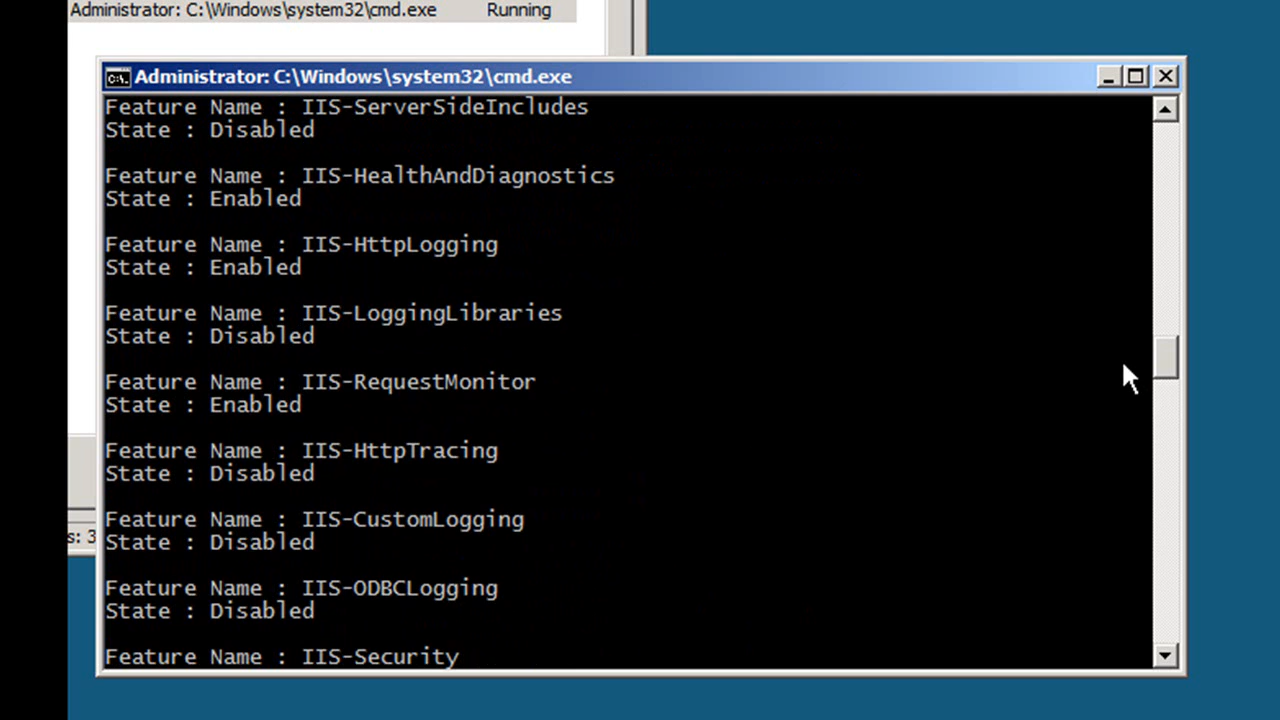 Administrator: C:\Windows\system32\cmd.exe Running
Administrator: C:\Windows\system32\cmd.exe
Feature Name : IIS-ServerSideIncludes
State : Disabled
Feature Name : IIS-HealthAndDiagnostics
State : Enabled
Feature Name : IIS-HttpLogging
State : Enabled
Feature Name : IIS-LoggingLibraries
State : Disabled
Feature Name : IIS-RequestMonitor
State : Enabled
Feature Name : IIS-HttpTracing
State : Disabled
Feature Name : IIS-CustomLogging
State : Disabled
s: 3
Feature Name : IIS-ODBCLogging
State : Disabled
Feature Name : IIS-Security